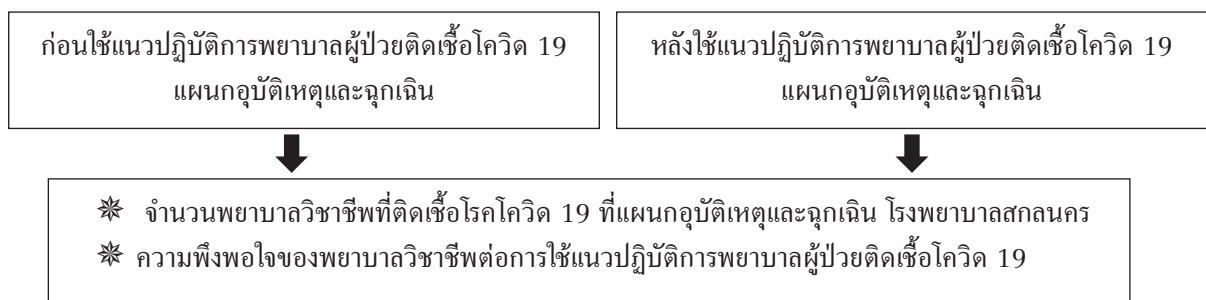 ก่อนใช้แนวปฏิบัติการพยาบาลผู้ป่วยติดเชื้อโควิด 19
แผนกอุบัติเหตุและฉุกเฉิน
หลังใช้แนวปฏิบัติการพยาบาลผู้ป่วยติดเชื้อโควิด 19
แผนกอุบัติเหตุและฉุกเฉิน
จำนวนพยาบาลวิชาชีพที่ติดเชื้อโรคโควิด 19 ที่แผนกอุบัติเหตุและฉุกเฉิน โรงพยาบาลสกลนคร
ความพึงพอใจของพยาบาลวิชาชีพต่อการใช้แนวปฏิบัติการพยาบาลผู้ป่วยติดเชื้อโควิด 19